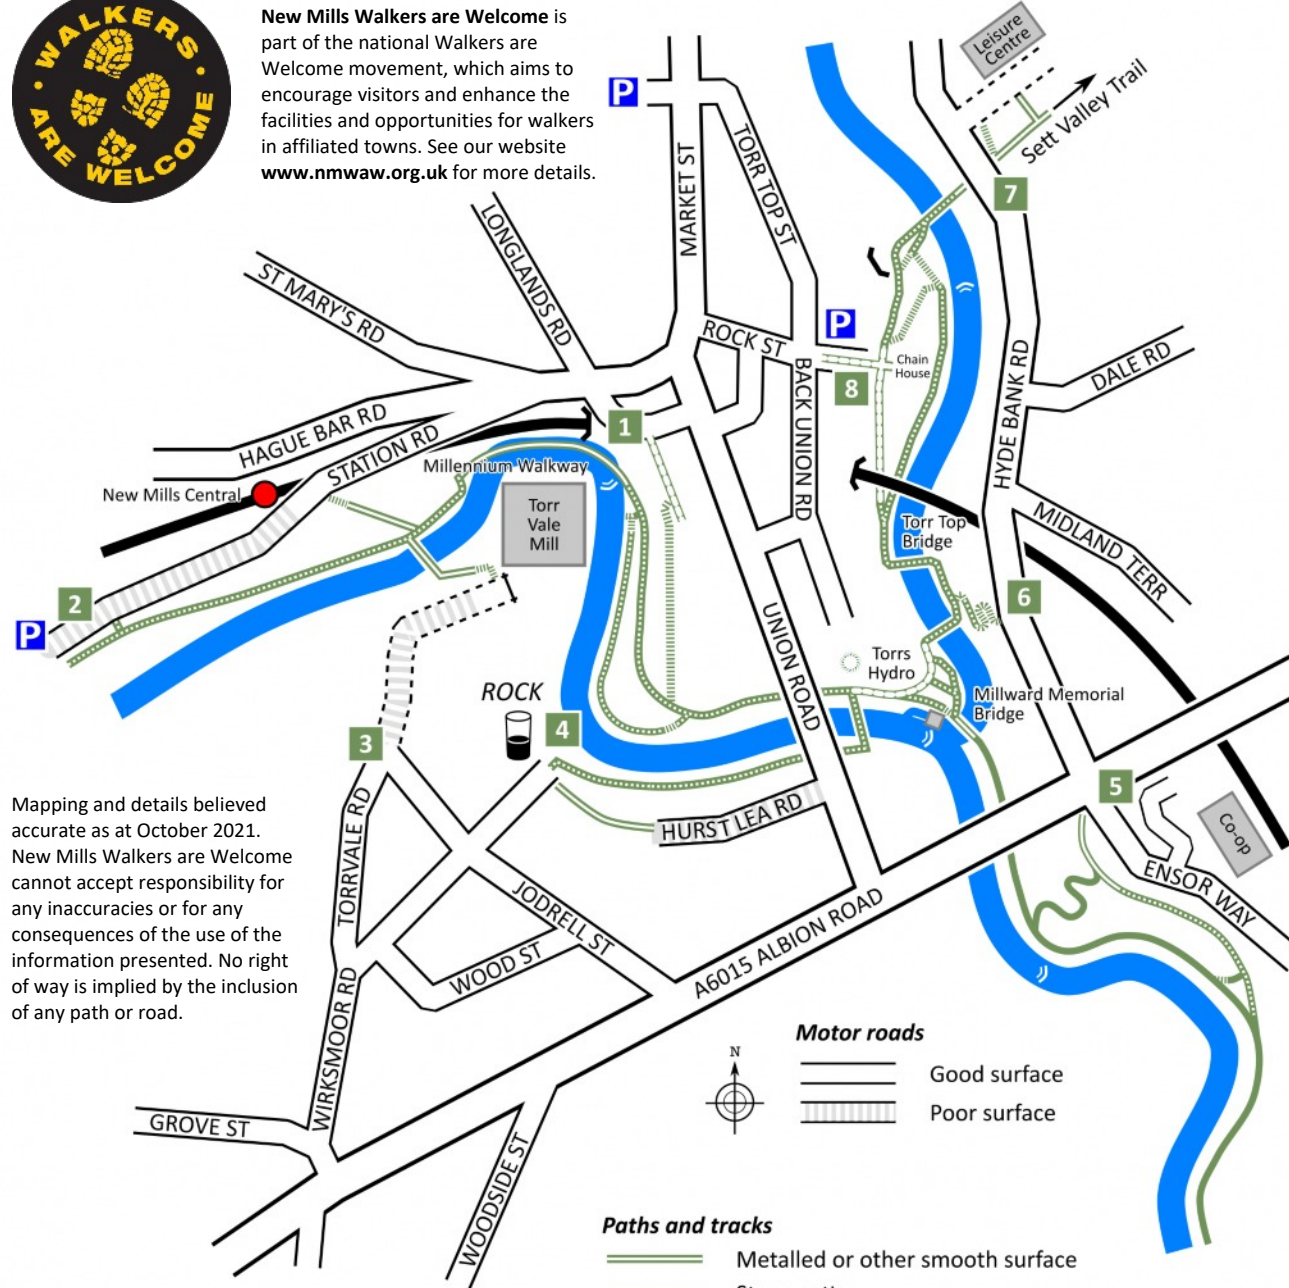 WALKERS
ARE WELCOME
New Mills Walkers are Welcome is
part of the national Walkers are
Welcome movement, which aims to
encourage visitors and enhance the
facilities and opportunities for walkers
in affiliated towns. See our website
www.nmwaw.org.uk for more details.
P
Leisure
Centre
Sett Valley Trail
7
MARKET ST
TORR TOP ST
LONGLANDS RD
ST MARY'S RD
P
ROCK ST
Chain
House
8
DALE RD
HYDE BANK RD
BACK UNION RD
HAGUE BAR RD
STATION RD
1
Millennium Walkway
New Mills Central
Torr
Vale
Mill
Torr Top
Bridge
MIDLAND TERR
2
P
6
UNION ROAD
Torrs
Hydro
Millward Memorial
Bridge
ROCK
3
4
5
HURST LEA RD
Co-op
ENSOR WAY
TORRVALE RD
JODRELL ST
WOOD ST
A6015 ALBION ROAD
WIRKSMOOR RD
GROVE ST
WOODSIDE ST
Mapping and details believed
accurate as at October 2021.
New Mills Walkers are Welcome
cannot accept responsibility for
any inaccuracies or for any
consequences of the use of the
information presented. No right
of way is implied by the inclusion
of any path or road.
N
Motor roads
Good surface
Poor surface
Paths and tracks
Metalled or other smooth surface